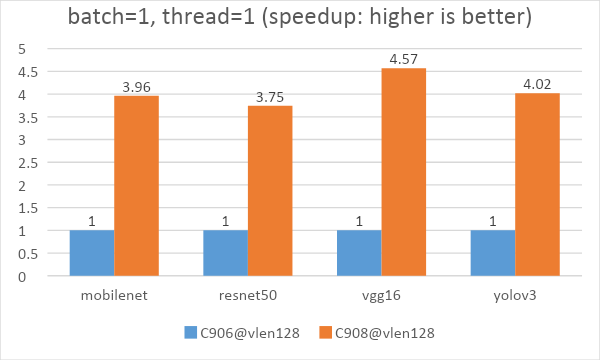 batch=1, thread=1 (speedup: higher is better)
5
4.5
4
3.5
3
2.5
2
1.5
1
0.5
0
3.96
3.75
4.57
4.02
1
1
1
1
mobilenet
resnet50
vgg16
yolov3
C906@vlen128
C908@vlen128